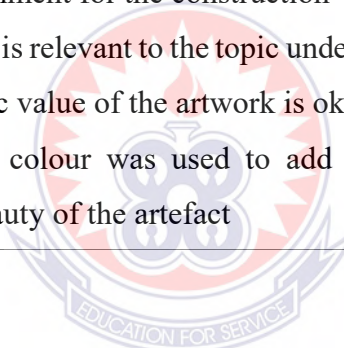 ment for the construction
is relevant to the topic unde
c value of the artwork is ok
colour was used to add
uty of the artefact
EDUCATION FOR SERVICE